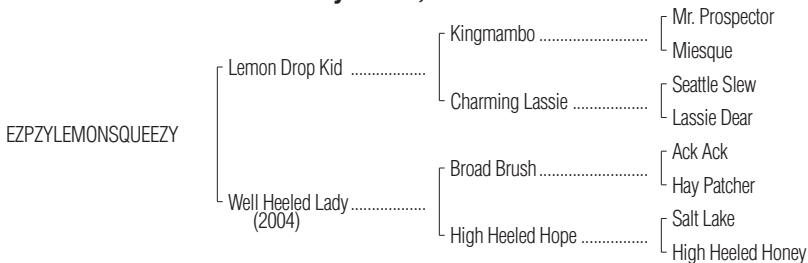 Mr. Prospector
Kingmambo ..........................
Miesque
Lemon Drop Kid ..................
Seattle Slew
Charming Lassie ..................
Lassie Dear
EZPZYLEMONSQUEEZY
Ack Ack
Broad Brush ..........................
Hay Patcher
Well Heeled Lady ..................
(2004)
Salt Lake
High Heeled Hope ................
High Heeled Honey